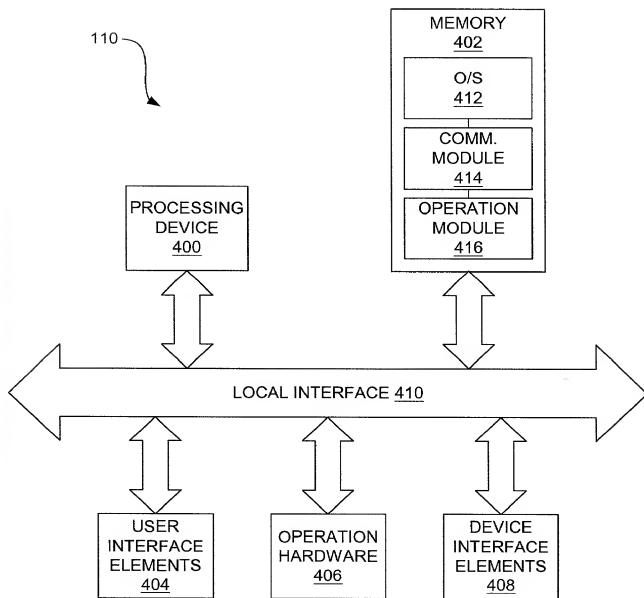 110
MEMORY
402
O/S
412
COMM.
MODULE
414
OPERATION
MODULE
416
PROCESSING
DEVICE
400
LOCAL INTERFACE 410
USER
INTERFACE
ELEMENTS 404
OPERATION
HARDWARE
406
DEVICE
INTERFACE
ELEMENTS 408